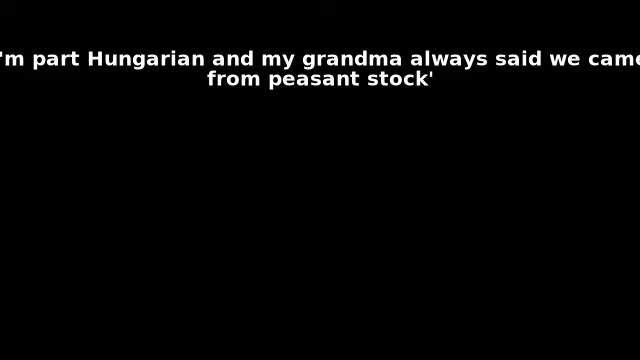 'm part Hungarian and my grandma always said we came
from peasant stock'